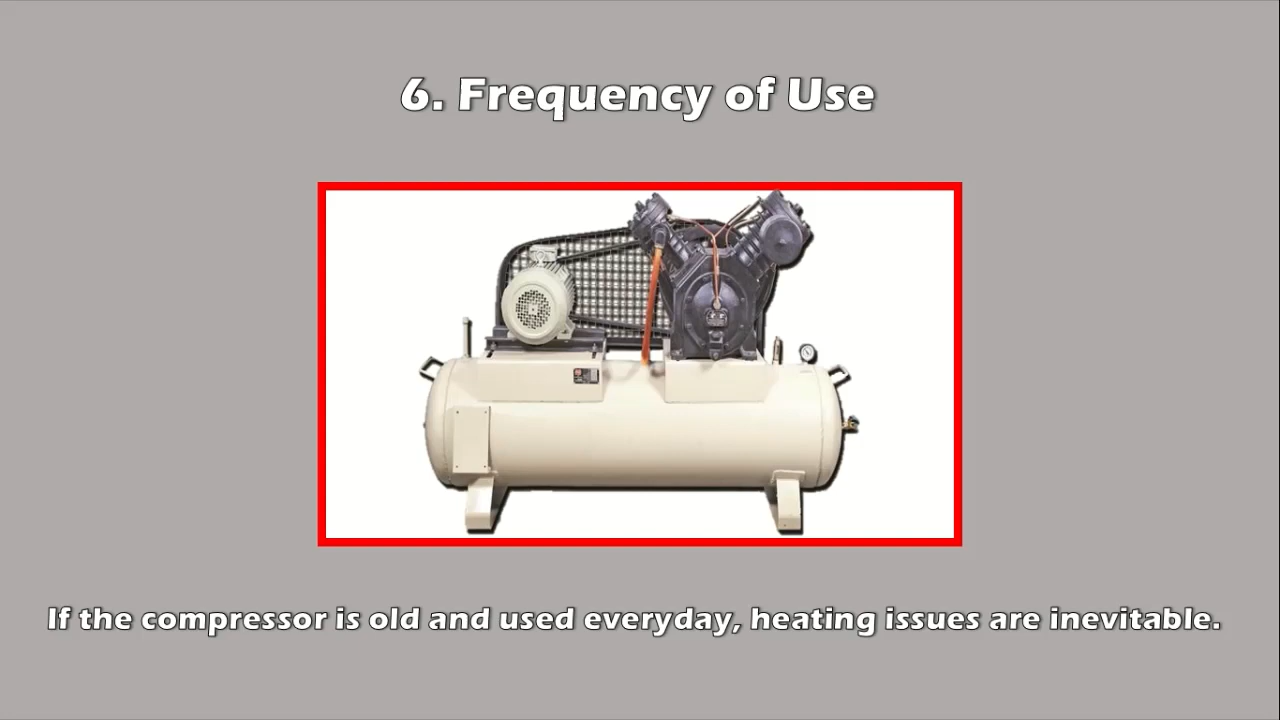 6. Frequency of Use
If the compressor is old and used everyday, heating issues are inevitable.